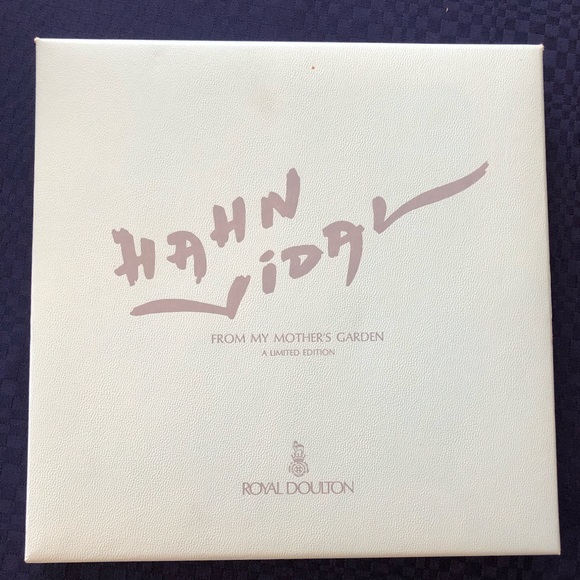 HAHN
ViDAL
FROM MY MOTHER'S GARDEN
A LIMITED EDITION
ROYAL DOULTON